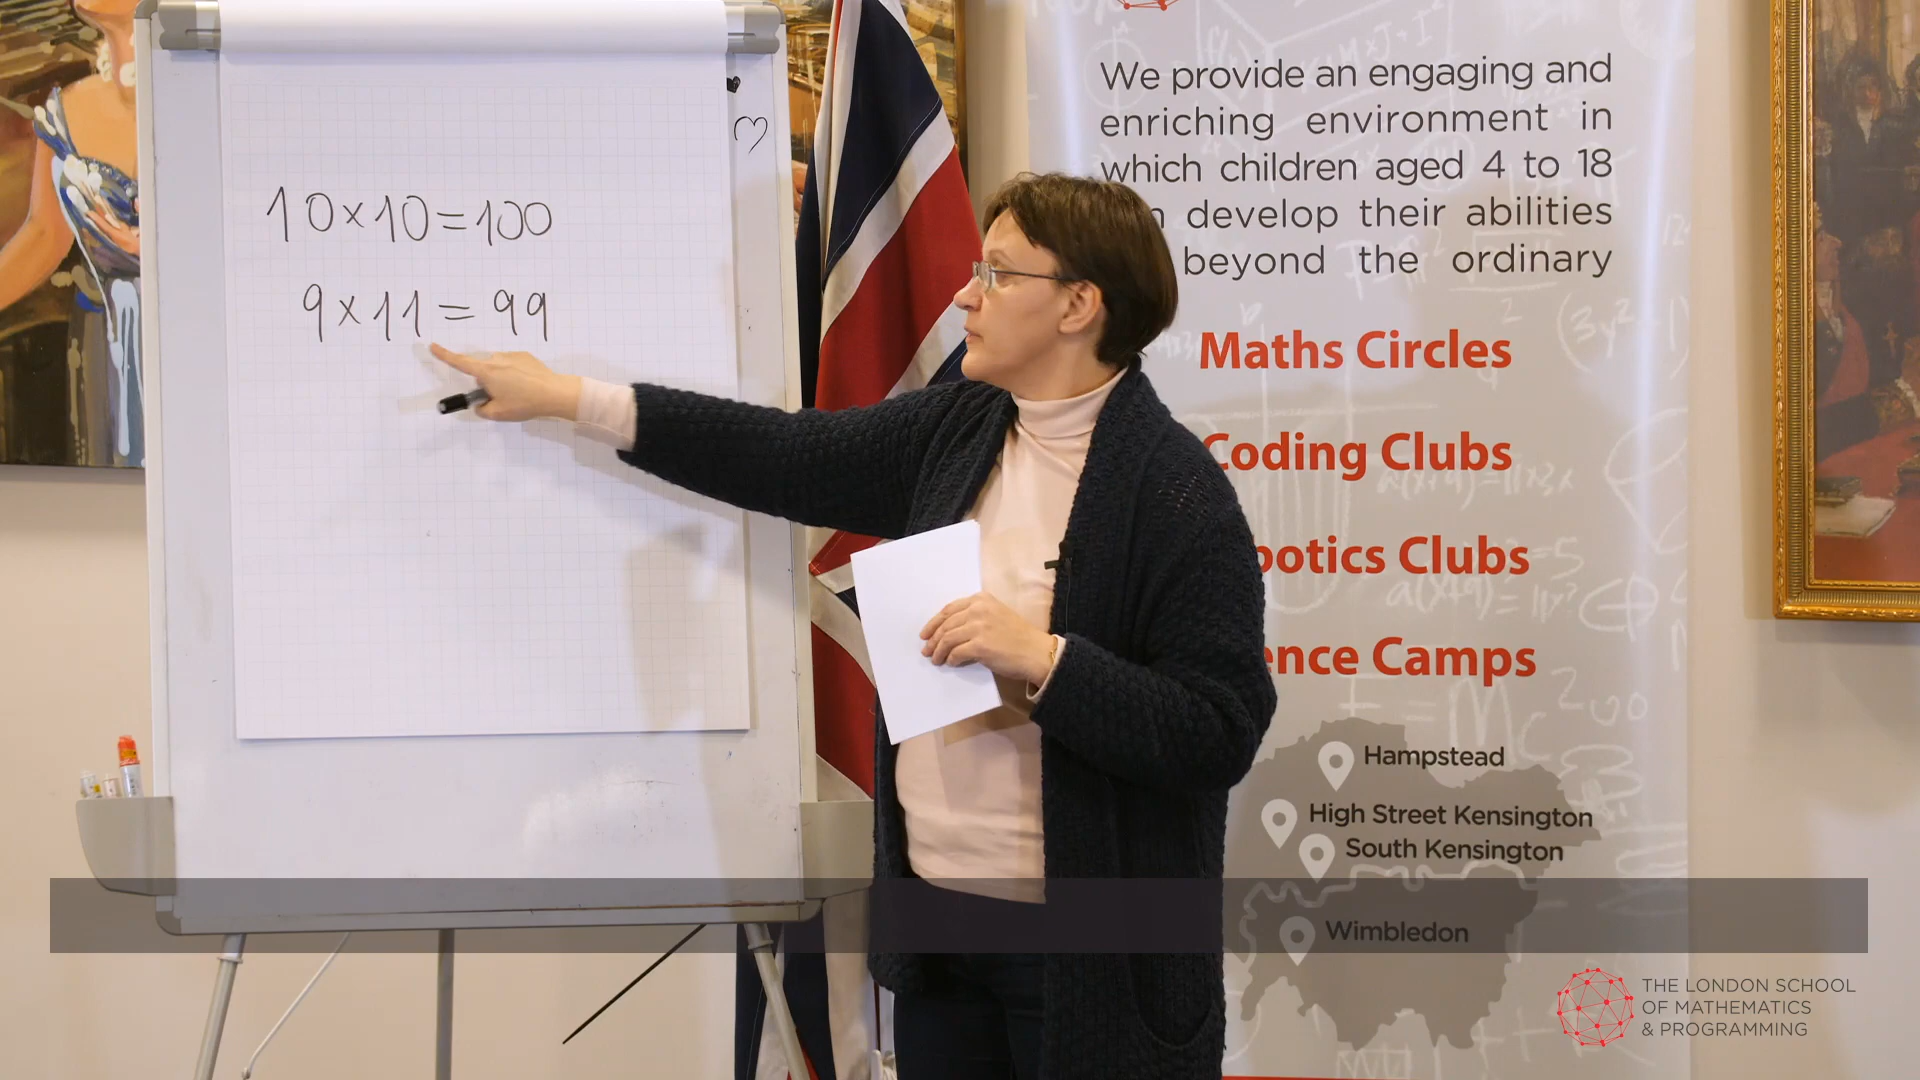 10×10=100
9×11=99
We provide an engaging and
enriching environment in
which children aged 4 to 18
develop their abilities
beyond the ordinary
Maths Circles
Coding Clubs
Clubs
Camps
Hampstead
High Street Kensington
South Kensington
Wimbledon
THE LONDON SCHOOL
OF MATHEMATICS
& PROGRAMMING